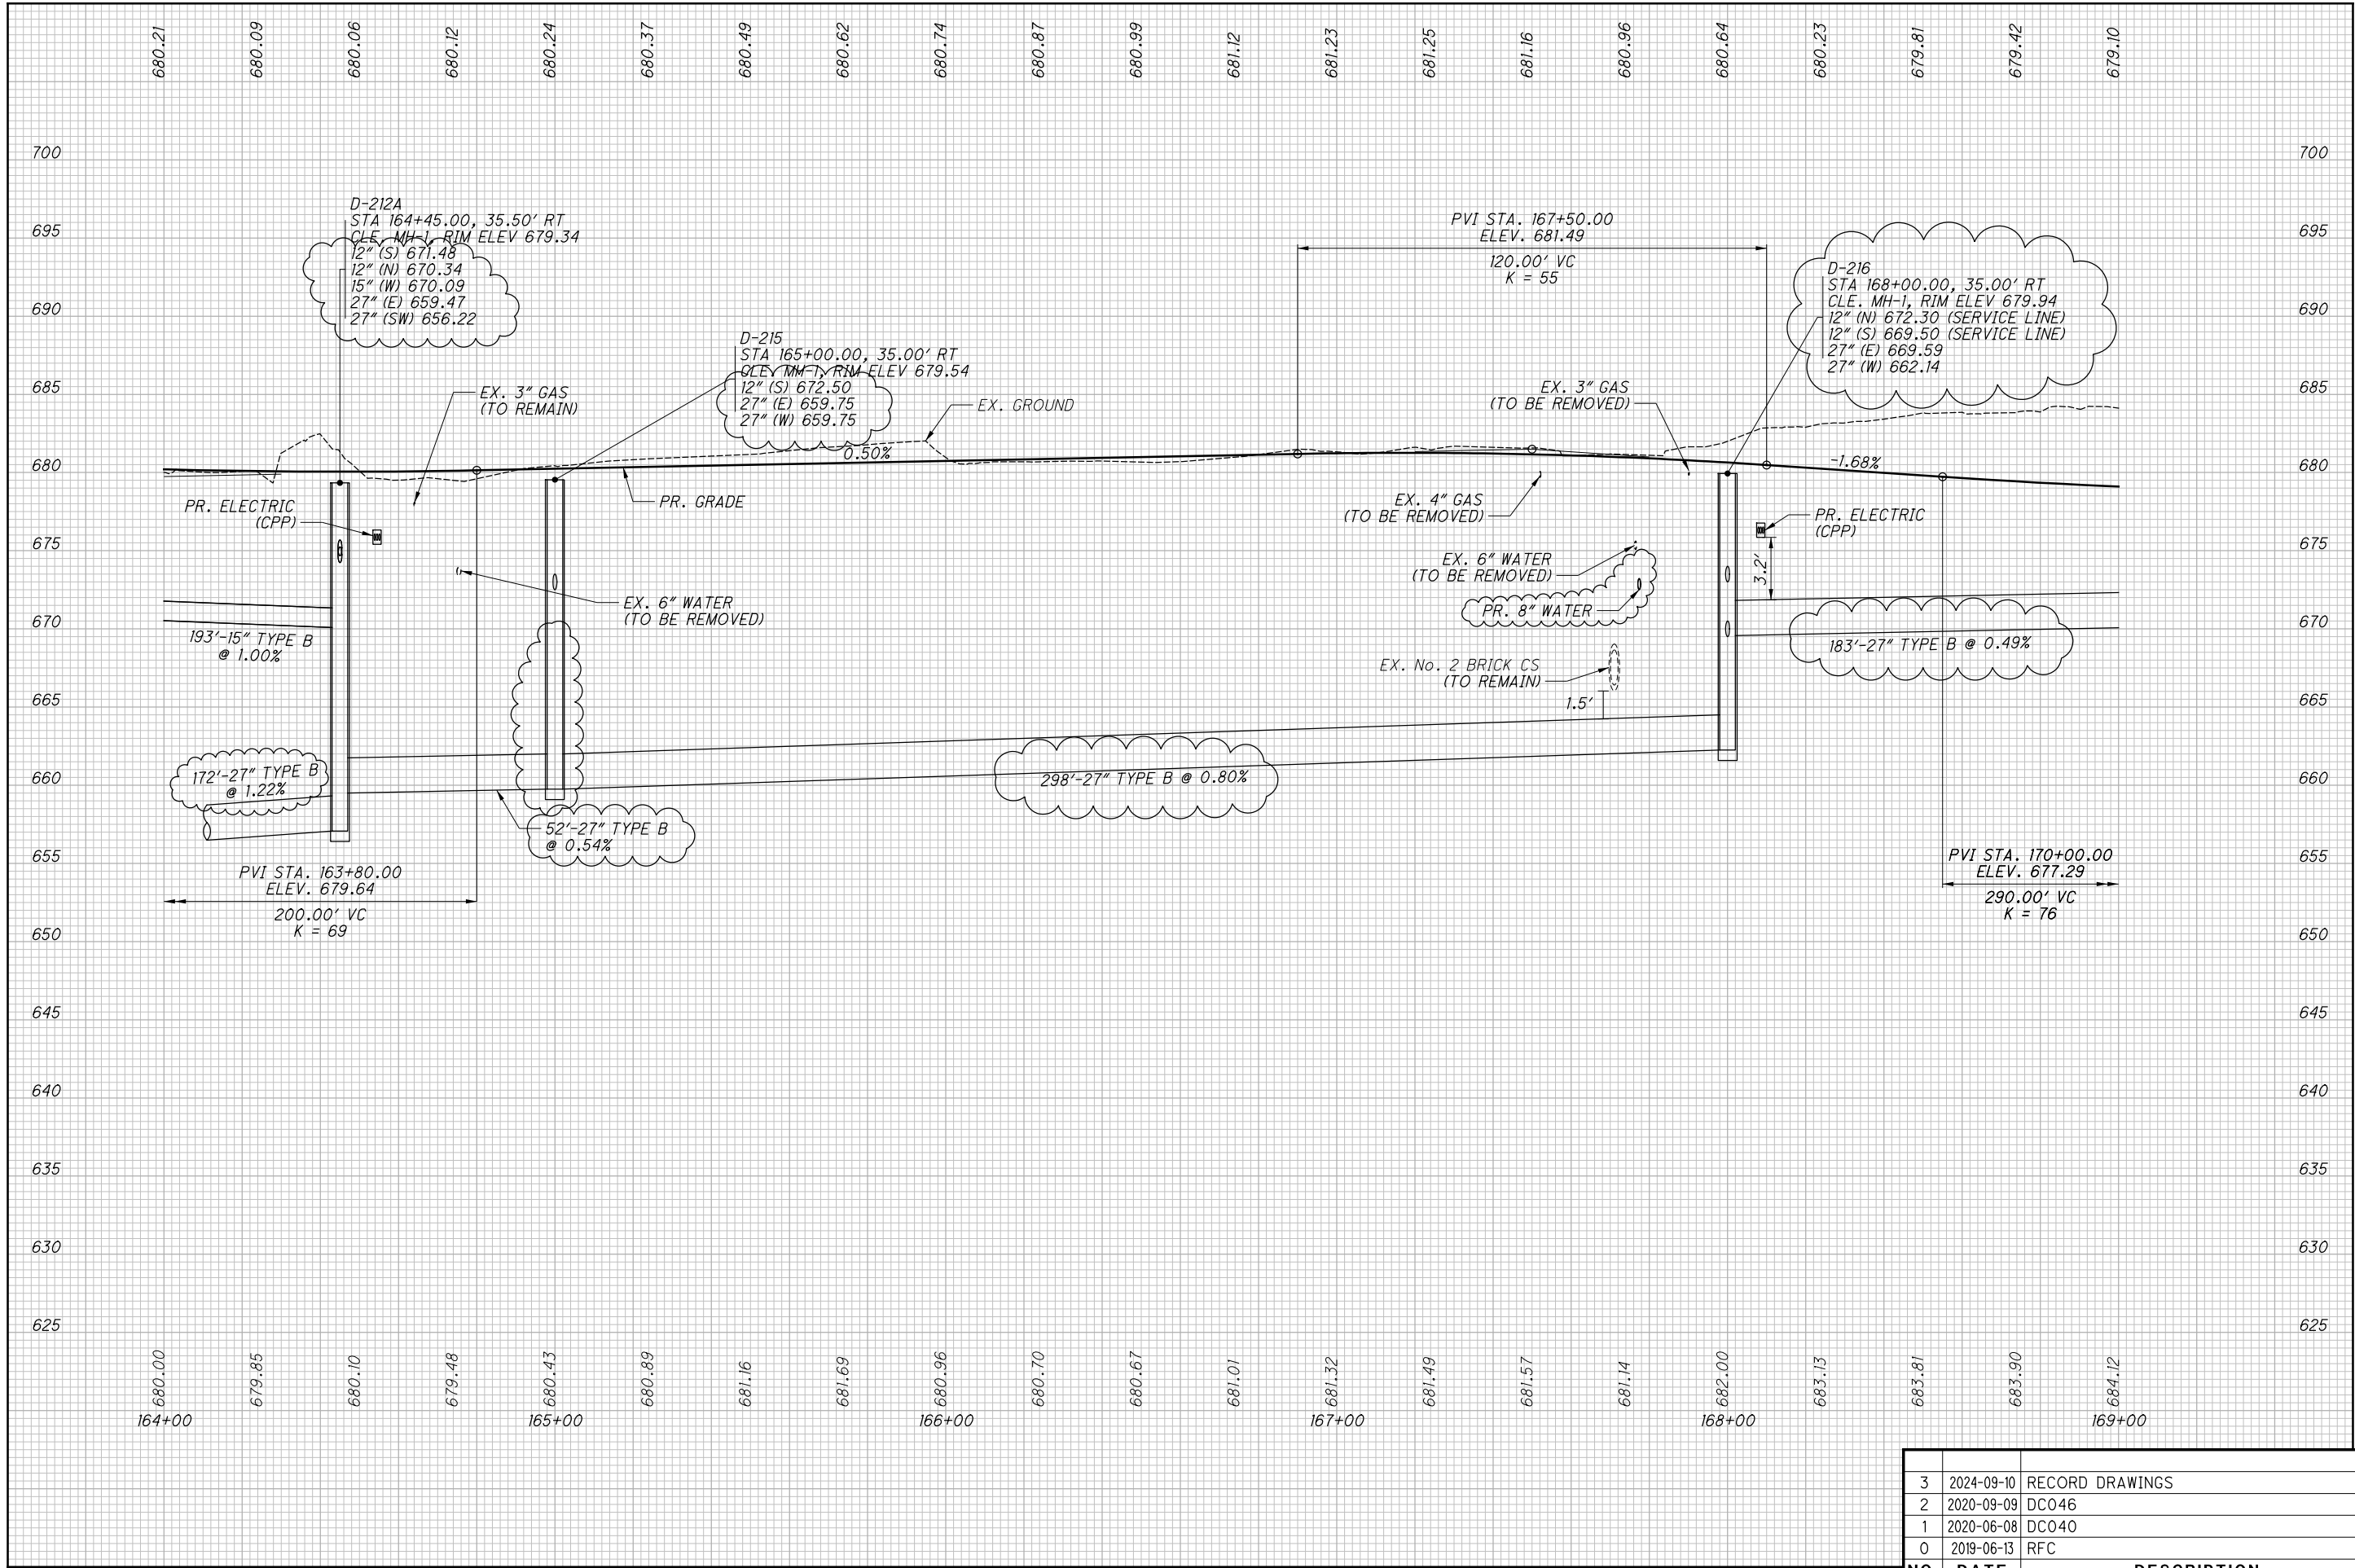 680.21 680.09 680.06 680.12 680.24 680.37 680.49 680.62 680.74 680.87 680.99 681.12 681.23 681.25 681.16 680.96 680.64 680.23 679.81 679.42 679.10
700 700
695 695
690 690
685 685
680 680
675 675
670 670
665 665
660 660
655 655
650 650
645 645
640 640
635 635
630 630
625 625
D-212A
STA 164+45.00, 35.50' RT
CLE. MH-1, RIM ELEV 679.34
12" (S) 671.48
12" (N) 670.34
15" (W) 670.09
27" (E) 659.47
27" (SW) 656.22
D-215
STA 165+00.00, 35.00' RT
CLE. MH-1, RIM ELEV 679.54
12" (S) 672.50
27" (E) 659.75
27" (W) 659.75
PVI STA. 167+50.00
ELEV. 681.49
120.00' VC
K = 55
D-216
STA 168+00.00, 35.00' RT
CLE. MH-1, RIM ELEV 679.94
12" (N) 672.30 (SERVICE LINE)
12" (S) 669.50 (SERVICE LINE)
27" (E) 669.59
27" (W) 662.14
EX. 3" GAS
(TO REMAIN)
EX. GROUND
EX. 3" GAS
(TO BE REMOVED)
0.50%
-1.68%
PR. ELECTRIC
(CPP)
PR. GRADE
EX. 4" GAS
(TO BE REMOVED)
PR. ELECTRIC
(CPP)
3.2'
EX. 6" WATER
(TO BE REMOVED)
EX. 6" WATER
(TO BE REMOVED)
PR. 8" WATER
193'-15" TYPE B
@ 1.00%
183'-27" TYPE B @ 0.49%
EX. No. 2 BRICK CS
(TO REMAIN)
1.5'
172'-27" TYPE B
@ 1.22%
298'-27" TYPE B @ 0.80%
52'-27" TYPE B
@ 0.54%
PVI STA. 163+80.00
ELEV. 679.64
200.00' VC
K = 69
PVI STA. 170+00.00
ELEV. 677.29
290.00' VC
K = 76
680.00 679.85 680.10 679.48 680.43 680.89 681.16 681.69 680.96 680.70 680.67 681.01 681.32 681.49 681.57 681.14 682.00 683.13 683.81 683.90 684.12
164+00 165+00 166+00 167+00 168+00 169+00
3 2024-09-10 RECORD DRAWINGS
2 2020-09-09 DC046
1 2020-06-08 DC040
0 2019-06-13 RFC
NO. DATE DESCRIPTION